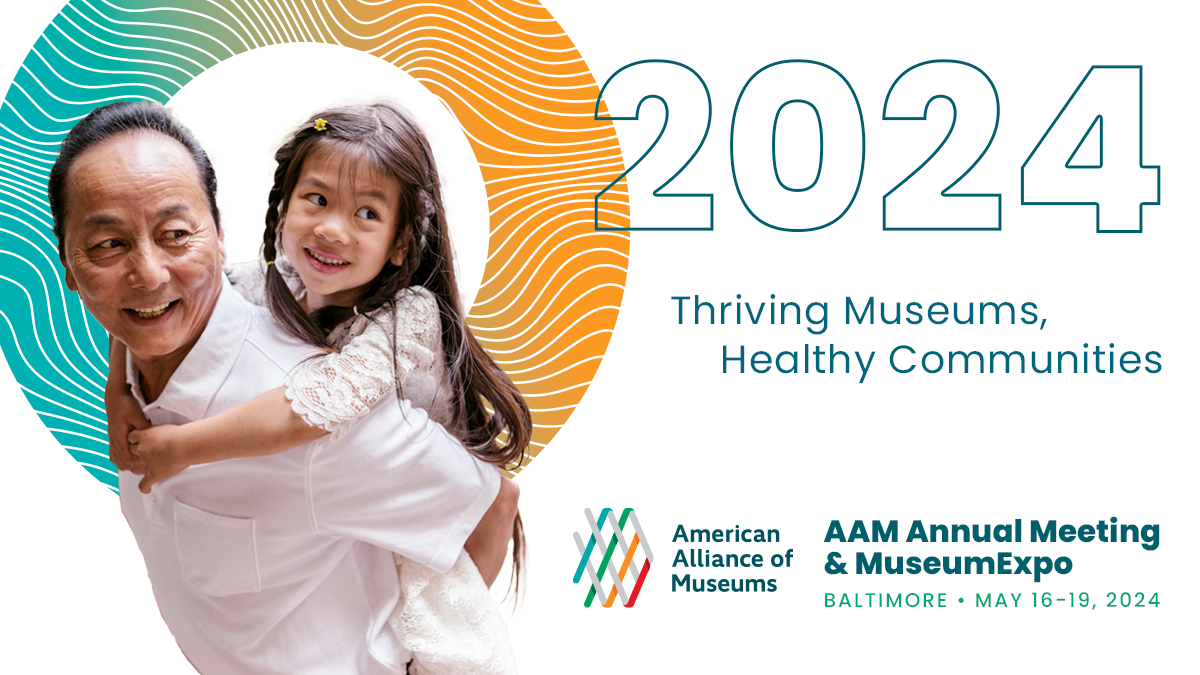 2024
Thriving Museums,
Healthy Communities
American
Alliance of
Museums
AAM Annual Meeting
& MuseumExpo
BALTIMORE • MAY 16-19, 2024